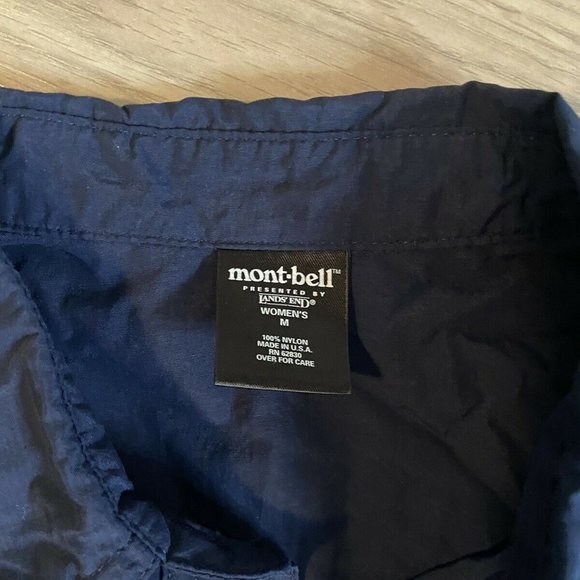 mont-bell™
PRESENTED BY
LANDS' END®
WOMEN'S
M
100% NYLON
MADE IN U.S.A.
RN 62830
OVER FOR CARE